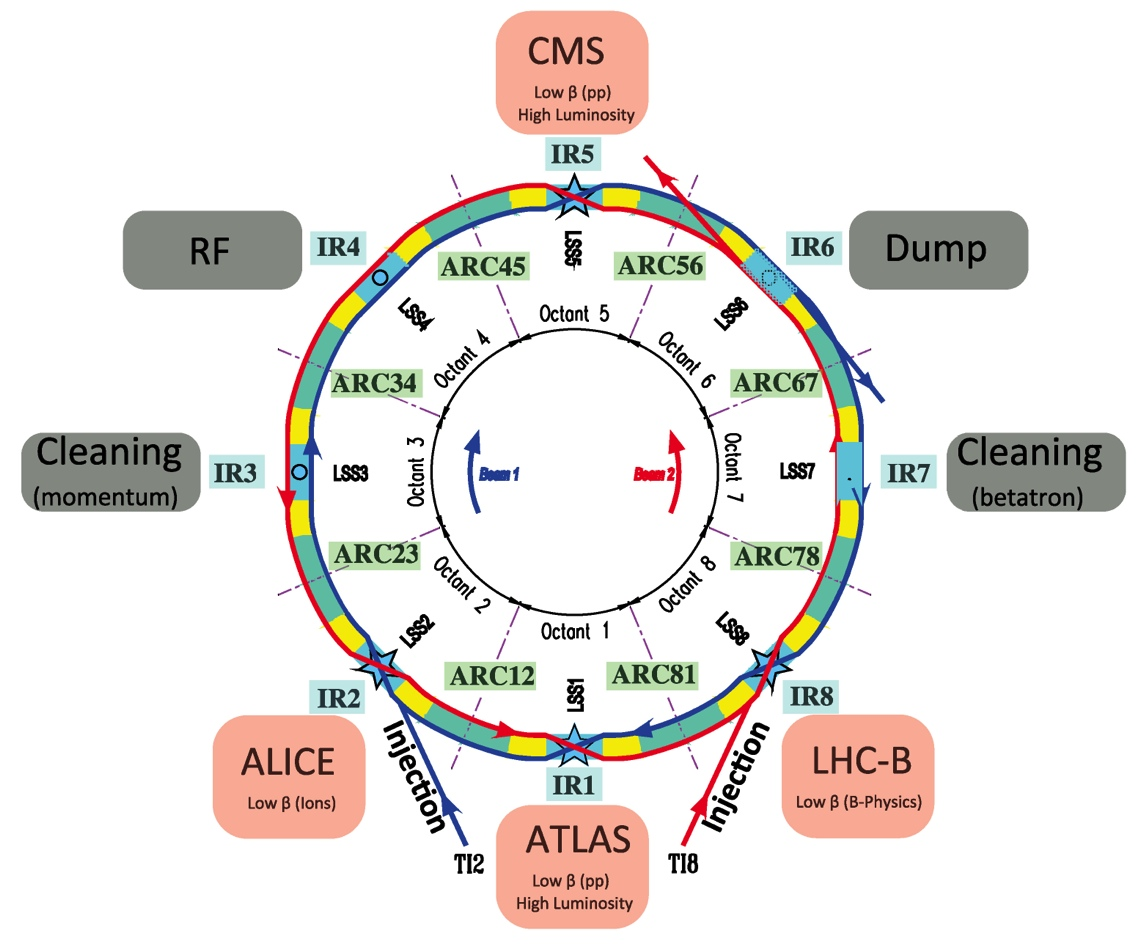 CMS
Low β (pp)
High Luminosity
IR5
RF
IR4
LSS5
IR6
Dump
ARC45
ARC56
LSS4
LSS6
Octant 5
Octant 4
Octant 6
ARC34
ARC67
Cleaning
(momentum)
IR3
LSS3
Octant 3
Beam 1
Beam 2
Octant 7
LSS7
IR7
Cleaning
(betatron)
ARC23
ARC78
Octant 2
Octant 8
LSS2
LSS8
Octant 1
ARC12
ARC81
LSS1
IR2
IR8
ALICE
Low β (Ions)
Injection
TI2
IR1
ATLAS
Low β (pp)
High Luminosity
Injection
TI8
LHC-B
Low β (B-Physics)